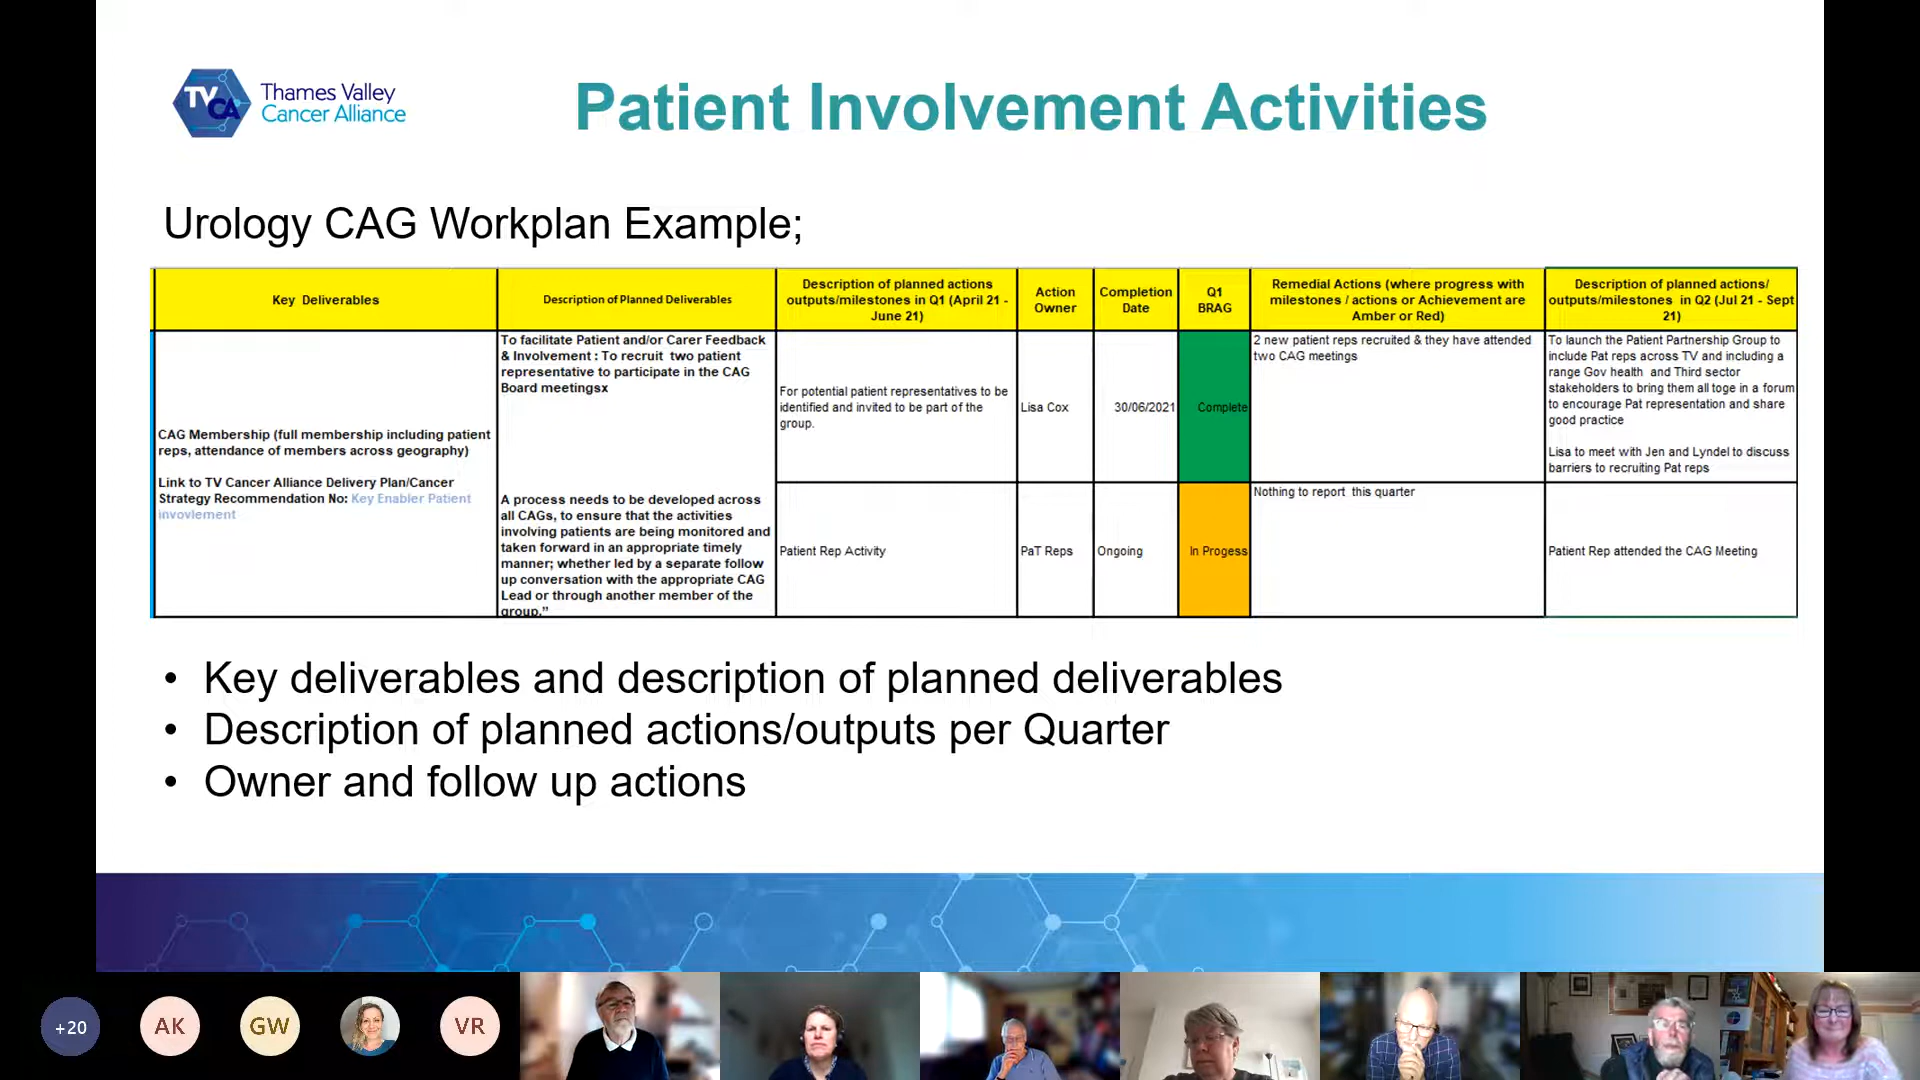 TVCA
Thames Valley
Cancer Alliance
Patient Involvement Activities
Urology CAG Workplan Example;
Key Deliverables
Description of Planned Deliverables
Description of planned actions
outputs/milestones in Q1 (April 21 -
June 21)
Action
Owner
Completion
Date
Q1
BRAG
Remedial Actions (where progress with
milestones / actions or Achievement are
Amber or Red)
Description of planned actions/
outputs/milestones in Q2 (Jul 21 - Sept
21)
CAG Membership (full membership including patient
reps, attendance of members across geography)
Link to TV Cancer Alliance Delivery Plan/Cancer
Strategy Recommendation No: Key Enabler Patient
invovlement
To facilitate Patient and/or Carer Feedback
& Involvement : To recruit two patient
representative to participate in the CAG
Board meetingsx
For potential patient representatives to be
identified and invited to be part of the
group.
Lisa Cox
30/06/2021
Complete
2 new patient reps recruited & they have attended
two CAG meetings
To launch the Patient Partnership Group to
include Pat reps across TV and including a
range Gov health and Third sector
stakeholders to bring them all toge in a forum
to encourage Pat representation and share
good practice
Lisa to meet with Jen and Lyndel to discuss
barriers to recruiting Pat reps
A process needs to be developed across
all CAGs, to ensure that the activities
involving patients are being monitored and
taken forward in an appropriate timely
manner; whether led by a separate follow
up conversation with the appropriate CAG
Lead or through another member of the
group.”
Patient Rep Activity
PaT Reps
Ongoing
In Progess
Nothing to report this quarter
Patient Rep attended the CAG Meeting
• Key deliverables and description of planned deliverables
• Description of planned actions/outputs per Quarter
• Owner and follow up actions
+20
AK
GW
VR